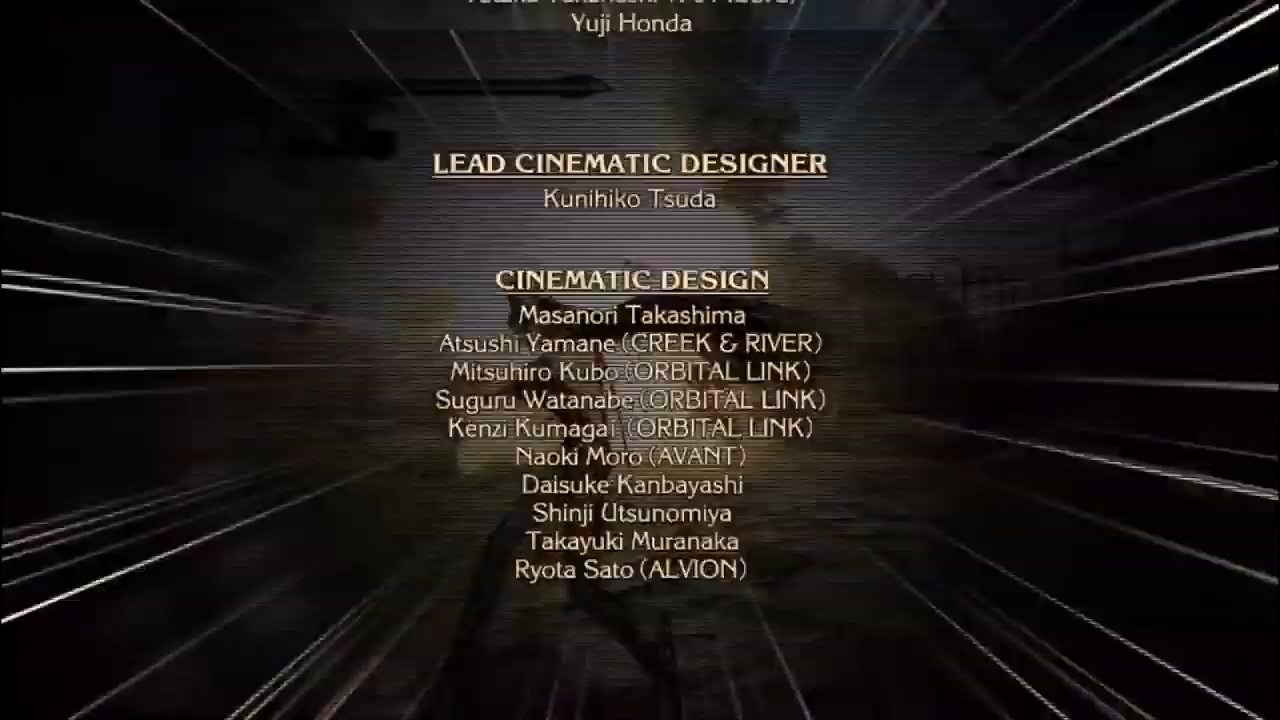 Yuji Honda
LEAD CINEMATIC DESIGNER
Kunihiko Tsuda
CINEMATIC DESIGN
Masanori Takashima
Atsushi Yamane (CREEK & RIVER)
Mitsuhiro Kubo (ORBITAL LINK)
Suguru Watanabe (ORBITAL LINK)
Kenzi Kumagai (ORBITAL LINK)
Naoki Moro (AVANT)
Daisuke Kanbayashi
Shinji Utsunomiya
Takayuki Muranaka
Ryota Sato (ALVION)